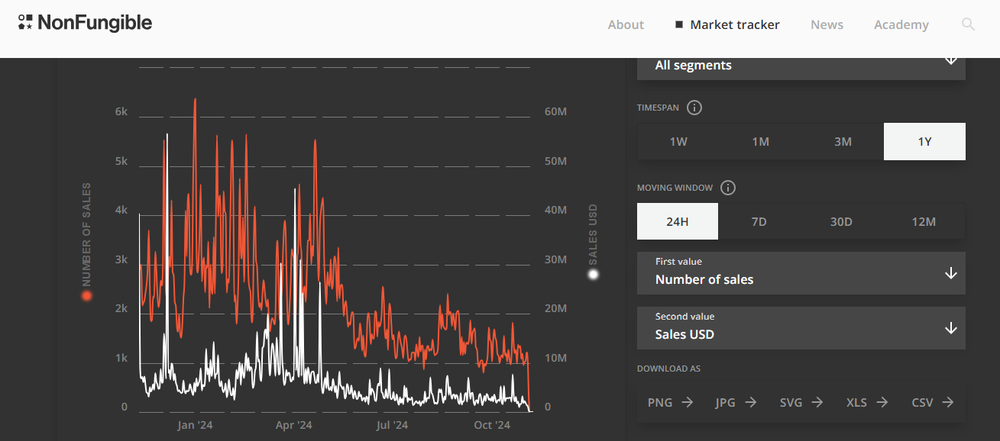 NonFungible
About
Market tracker
News
Academy
All segments
TIMESPAN
1W
1M
3M
1Y
MOVING WINDOW
24H
7D
30D
12M
First value
Number of sales
Second value
Sales USD
DOWNLOAD AS
PNG
JPG
SVG
XLS
CSV
NUMBER OF SALES
6k
5k
4k
3k
2k
1k
0
60M
50M
40M
30M
20M
10M
0
SALES USD
Jan '24
Apr '24
Jul '24
Oct '24